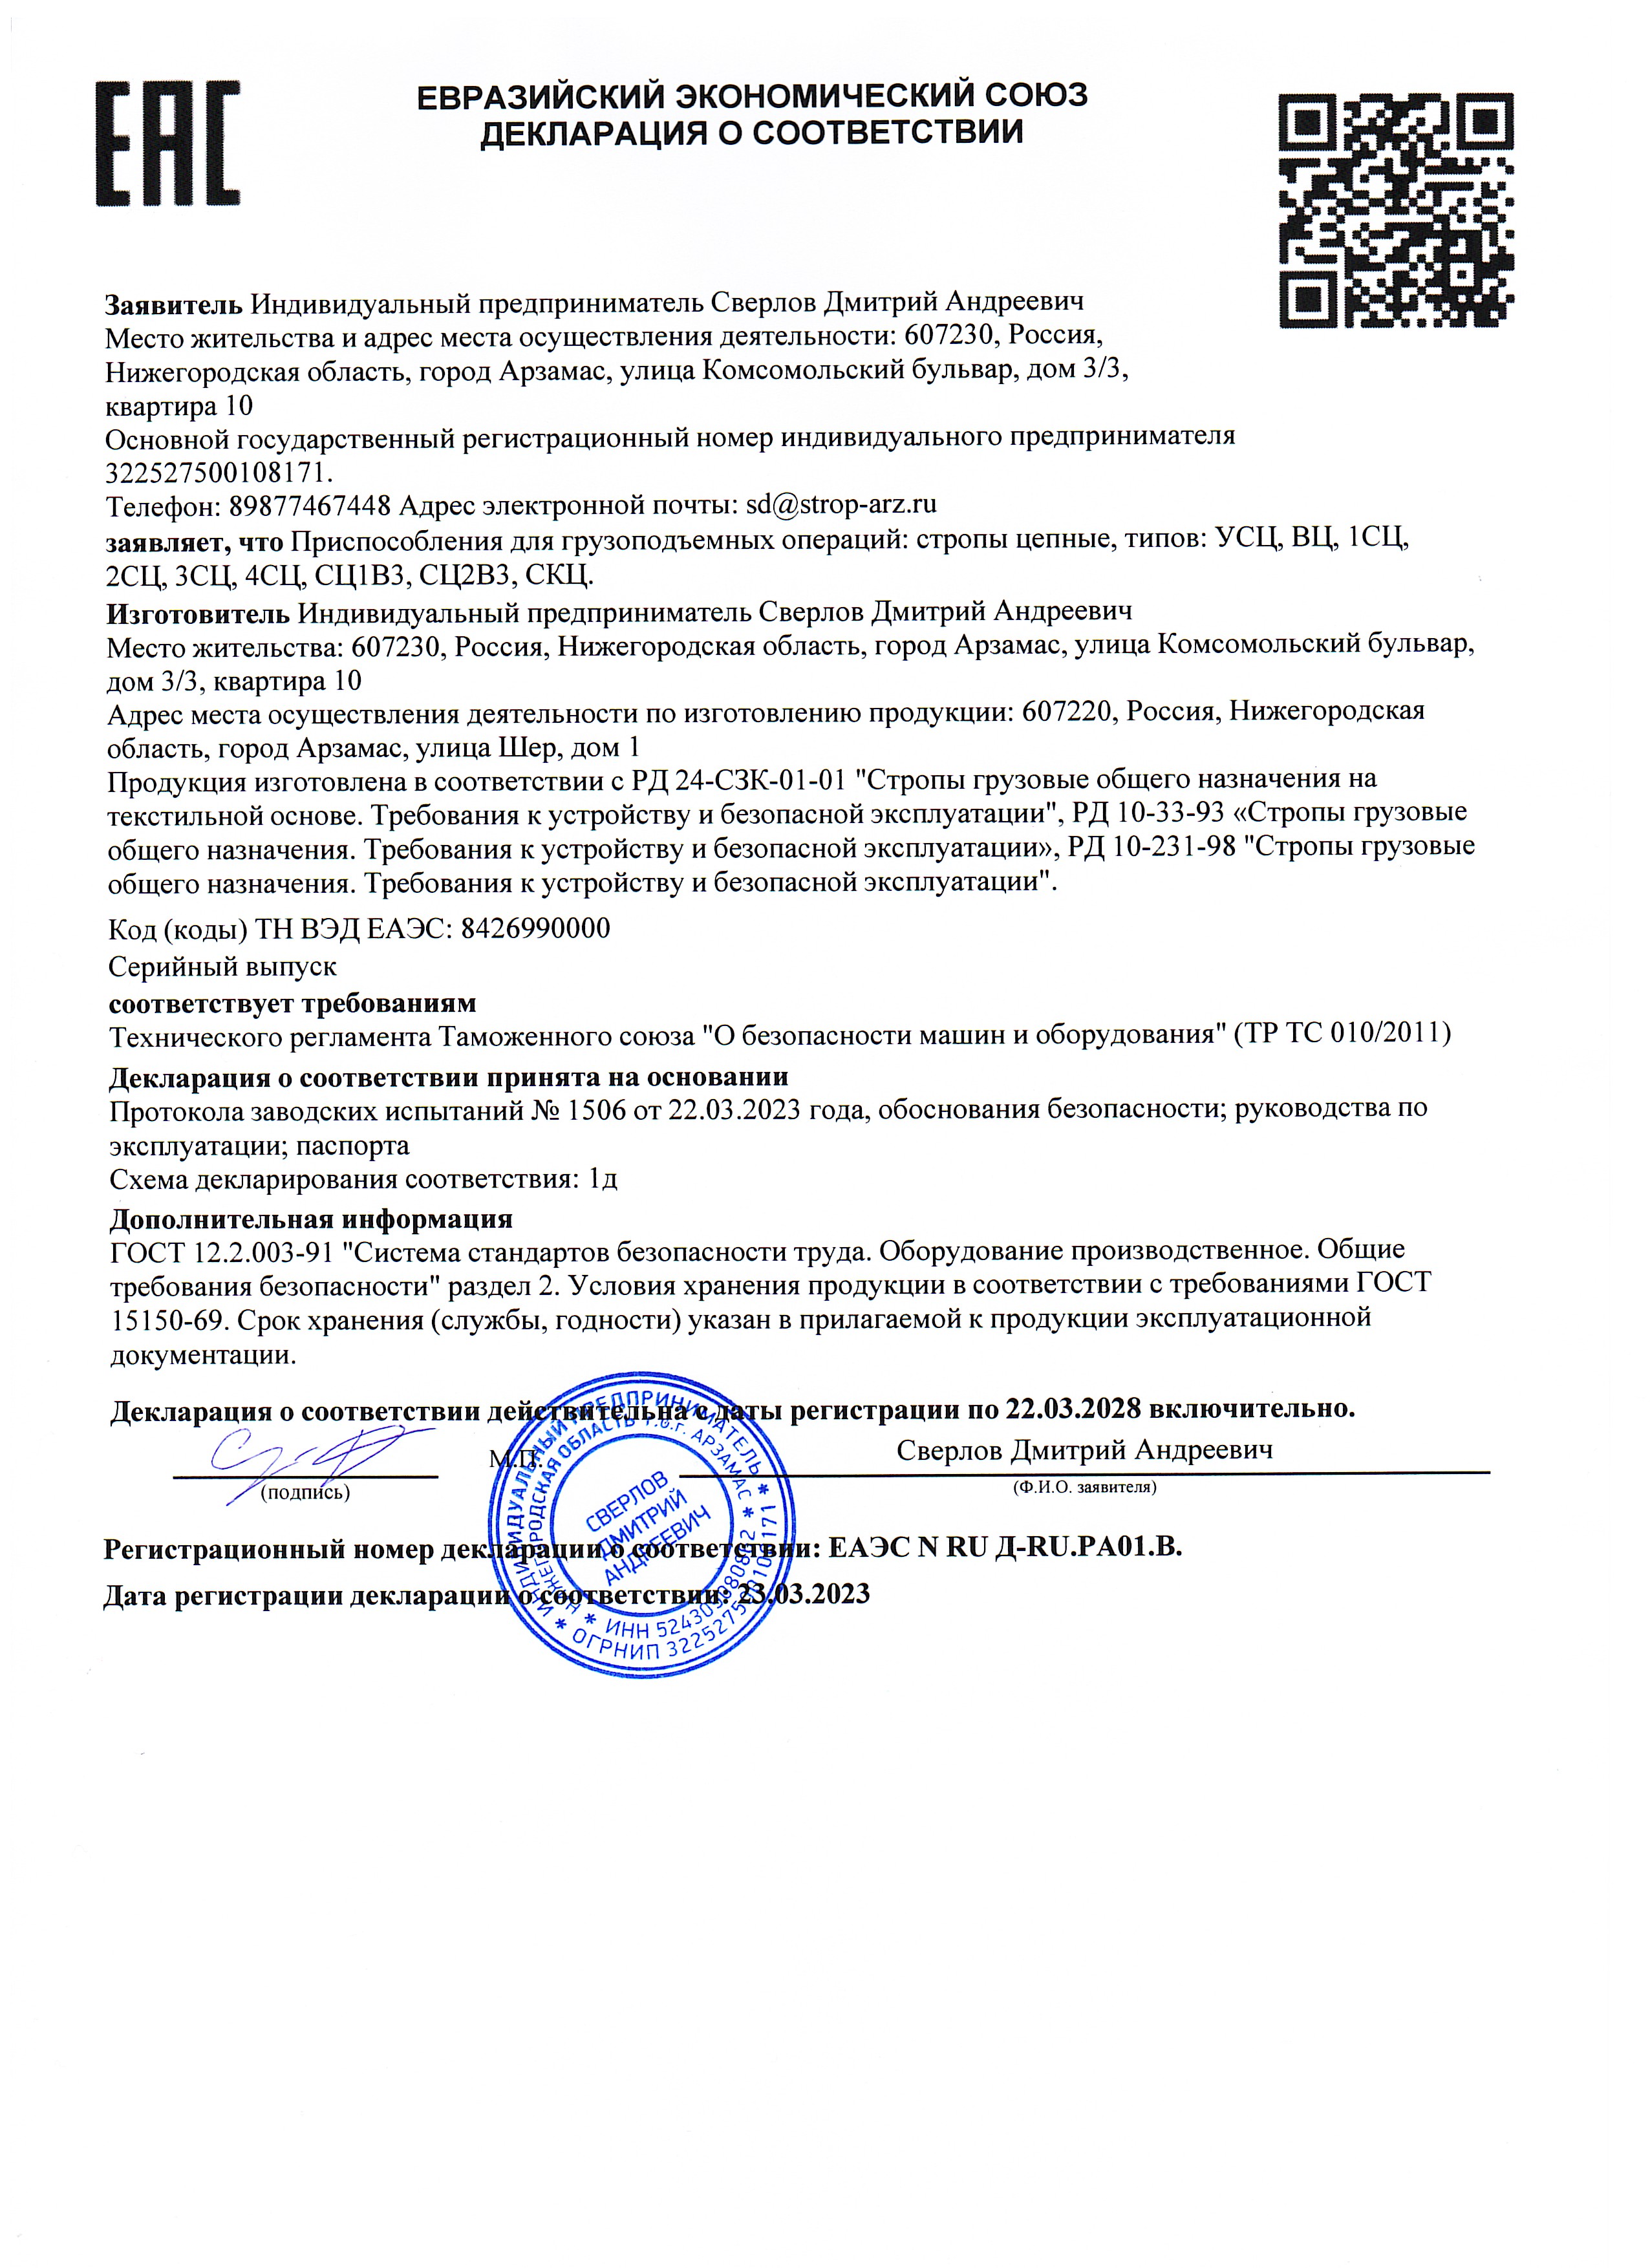 ЕАС
ЕВРАЗИЙСКИЙ ЭКОНОМИЧЕСКИЙ СОЮЗ
ДЕКЛАРАЦИЯ О СООТВЕТСТВИИ
Заявитель Индивидуальный предприниматель Сверлов Дмитрий Андреевич
Место жительства и адрес места осуществления деятельности: 607230, Россия,
Нижегородская область, город Арзамас, улица Комсомольский бульвар, дом 3/3,
квартира 10
Основной государственный регистрационный номер индивидуального предпринимателя
322527500108171.
Телефон: 89877467448 Адрес электронной почты: sd@strop-arz.ru
заявляет, что Приспособления для грузоподъемных операций: стропы цепные, типов: УСЦ, ВЦ, 1СЦ,
2СЦ, 3СЦ, 4СЦ, СЦ1В3, СЦ2В3, СКЦ.
Изготовитель Индивидуальный предприниматель Сверлов Дмитрий Андреевич
Место жительства: 607230, Россия, Нижегородская область, город Арзамас, улица Комсомольский бульвар,
дом 3/3, квартира 10
Адрес места осуществления деятельности по изготовлению продукции: 607220, Россия, Нижегородская
область, город Арзамас, улица Шер, дом 1
Продукция изготовлена в соответствии с РД 24-СЗК-01-01 "Стропы грузовые общего назначения на
текстильной основе. Требования к устройству и безопасной эксплуатации", РД 10-33-93 «Стропы грузовые
общего назначения. Требования к устройству и безопасной эксплуатации», РД 10-231-98 "Стропы грузовые
общего назначения. Требования к устройству и безопасной эксплуатации".
Код (коды) ТН ВЭД ЕАЭС: 8426990000
Серийный выпуск
соответствует требованиям
Технического регламента Таможенного союза "О безопасности машин и оборудования" (ТР ТС 010/2011)
Декларация о соответствии принята на основании
Протокола заводских испытаний № 1506 от 22.03.2023 года, обоснования безопасности; руководства по
эксплуатации; паспорта
Схема декларирования соответствия: 1д
Дополнительная информация
ГОСТ 12.2.003-91 "Система стандартов безопасности труда. Оборудование производственное. Общие
требования безопасности" раздел 2. Условия хранения продукции в соответствии с требованиями ГОСТ
15150-69. Срок хранения (службы, годности) указан в прилагаемой к продукции эксплуатационной
документации.
Декларация о соответствии действительна с даты регистрации по 22.03.2028 включительно.
М.П.
Сверлов Дмитрий Андреевич
(подпись)
(Ф.И.О. заявителя)
ИНДИВИДУАЛЬНЫЙ ПРЕДПРИНИМАТЕЛЬ * ОГРНИП 322527500108171 *
НИЖЕГОРОДСКАЯ ОБЛАСТЬ Г.О.Г. АРЗАМАС * ИНН *
СВЕРЛОВ
ДМИТРИЙ
АНДРЕЕВИЧ
Регистрационный номер декларации о соответствии: ЕАЭС N RU Д-RU.РА01.В.
Дата регистрации декларации о соответствии: 23.03.2023